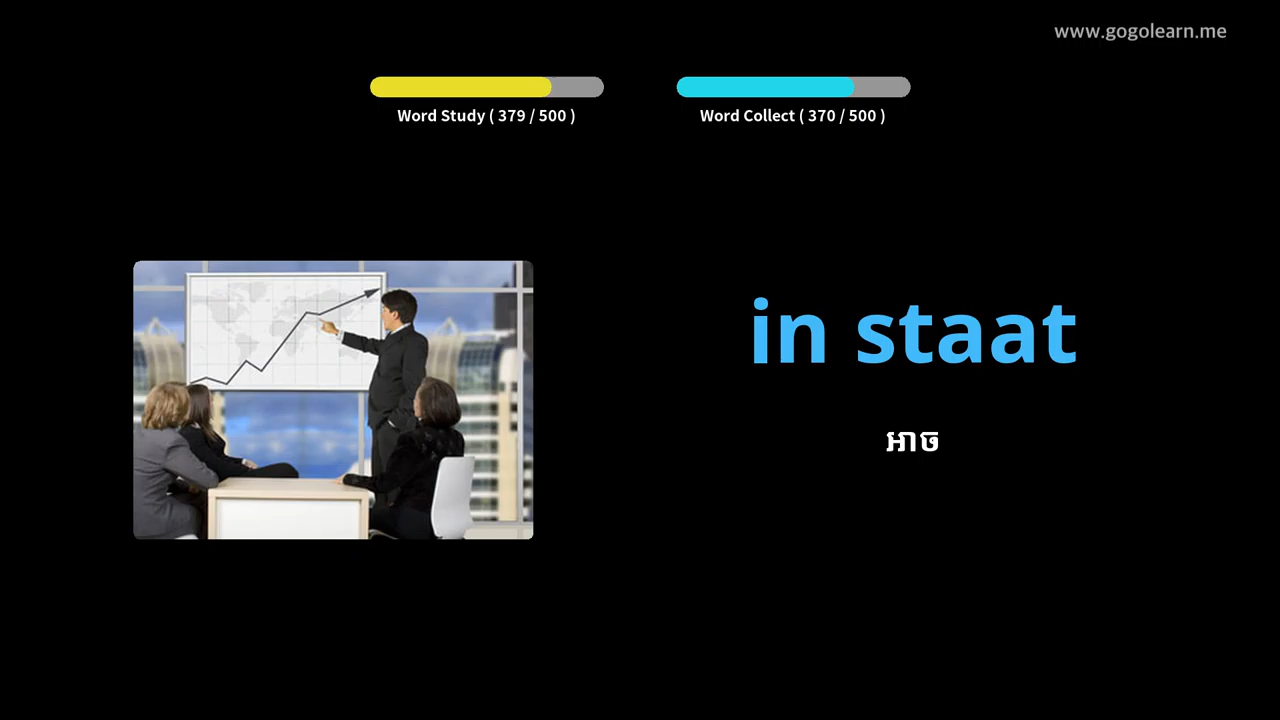 www.gogolearn.me
Word Study ( 379 / 500 )
Word Collect ( 370 / 500 )
in staat
អាច